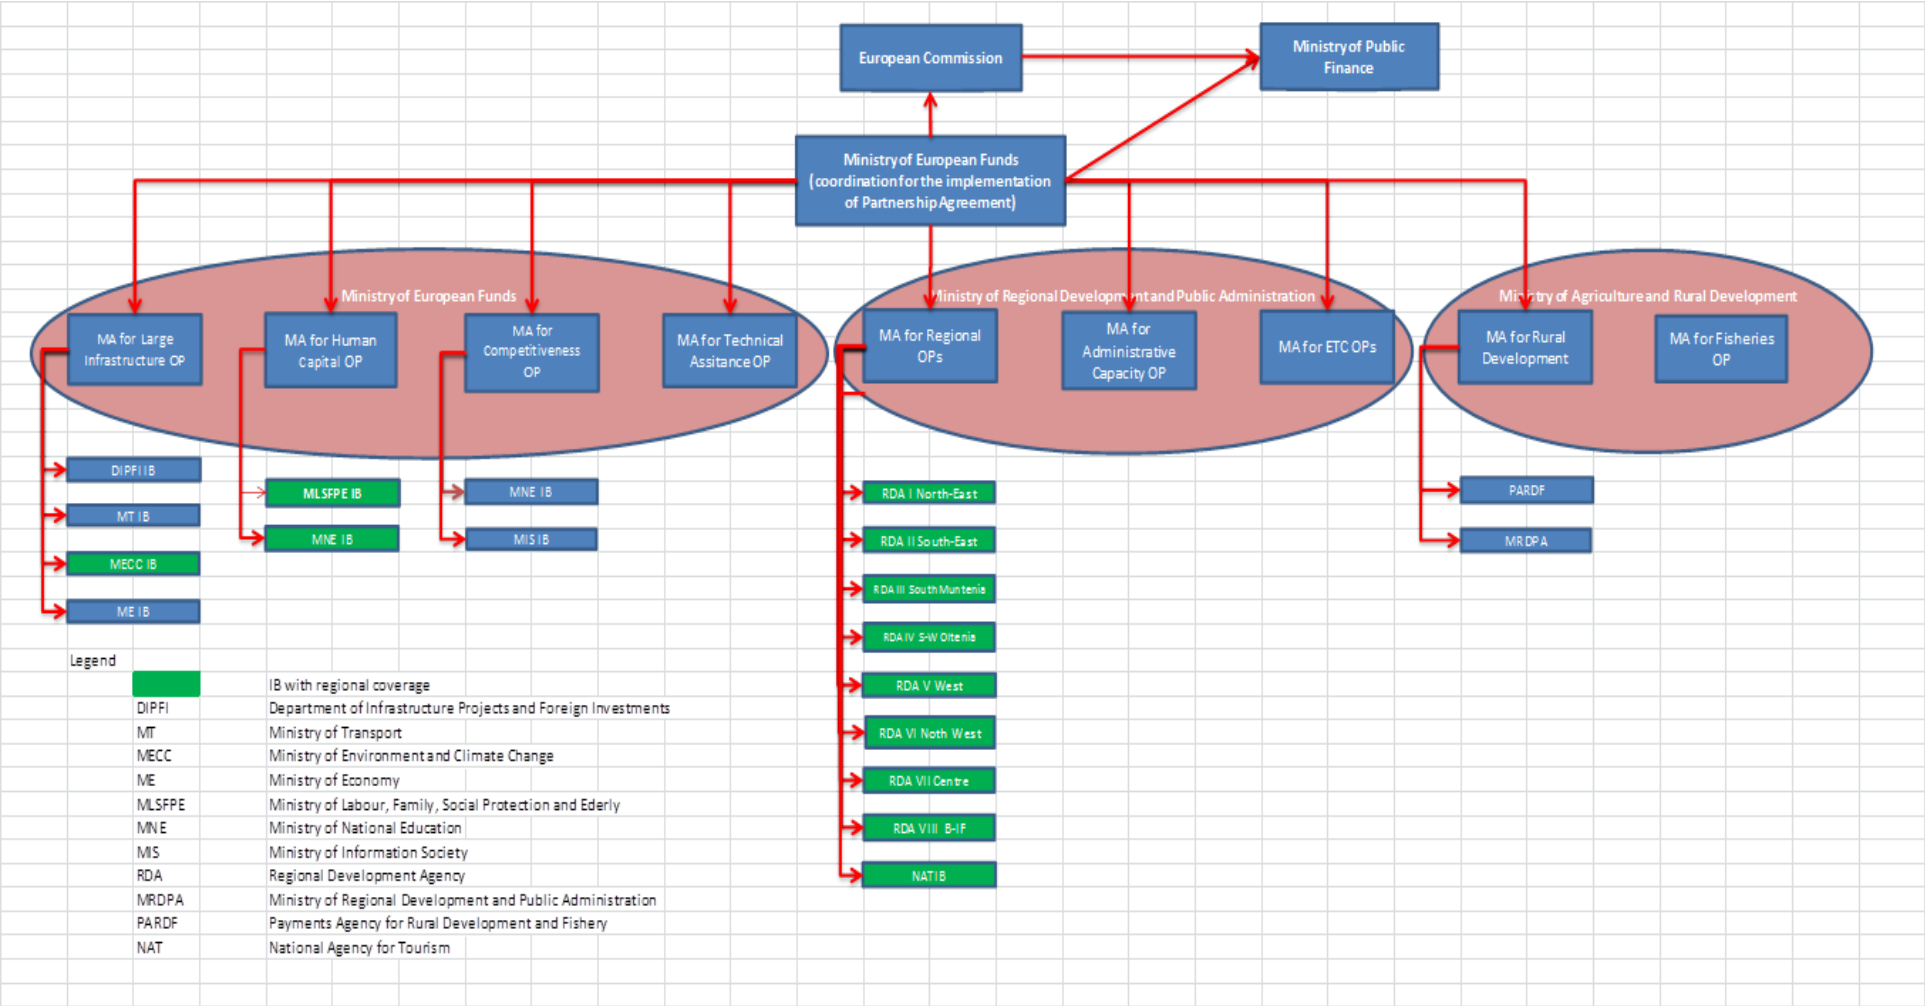 European Commission
Ministry of Public
Finance
Ministry of European Funds
(coordination for the implementation
of Partnership Agreement)
Ministry of European Funds
Ministry of Regional Development and Public Administration
Ministry of Agriculture and Rural Development
MA for Large
Infrastructure OP
MA for Human
Capital OP
MA for
Competitiveness
OP
MA for Technical
Assitance OP
MA for Regional
OPs
MA for
Administrative
Capacity OP
MA for ETC OPs
MA for Rural
Development
MA for Fisheries
OP
DIPFI IB
MT IB
MECC IB
ME IB
MLSFPE IB
MNE IB
MNE IB
MIS IB
RDA I North-East
RDA II South-East
RDA III South Muntenia
RDA IV S-W Oltenia
RDA V West
RDA VI Noth West
RDA VII Centre
RDA VIII B-IF
NAT IB
PARDF
MRDPA
Legend
IB with regional coverage
DIPFI Department of Infrastructure Projects and Foreign Investments
MT Ministry of Transport
MECC Ministry of Environment and Climate Change
ME Ministry of Economy
MLSFPE Ministry of Labour, Family, Social Protection and Ederly
MNE Ministry of National Education
MIS Ministry of Information Society
RDA Regional Development Agency
MRDPA Ministry of Regional Development and Public Administration
PARDF Payments Agency for Rural Development and Fishery
NAT National Agency for Tourism